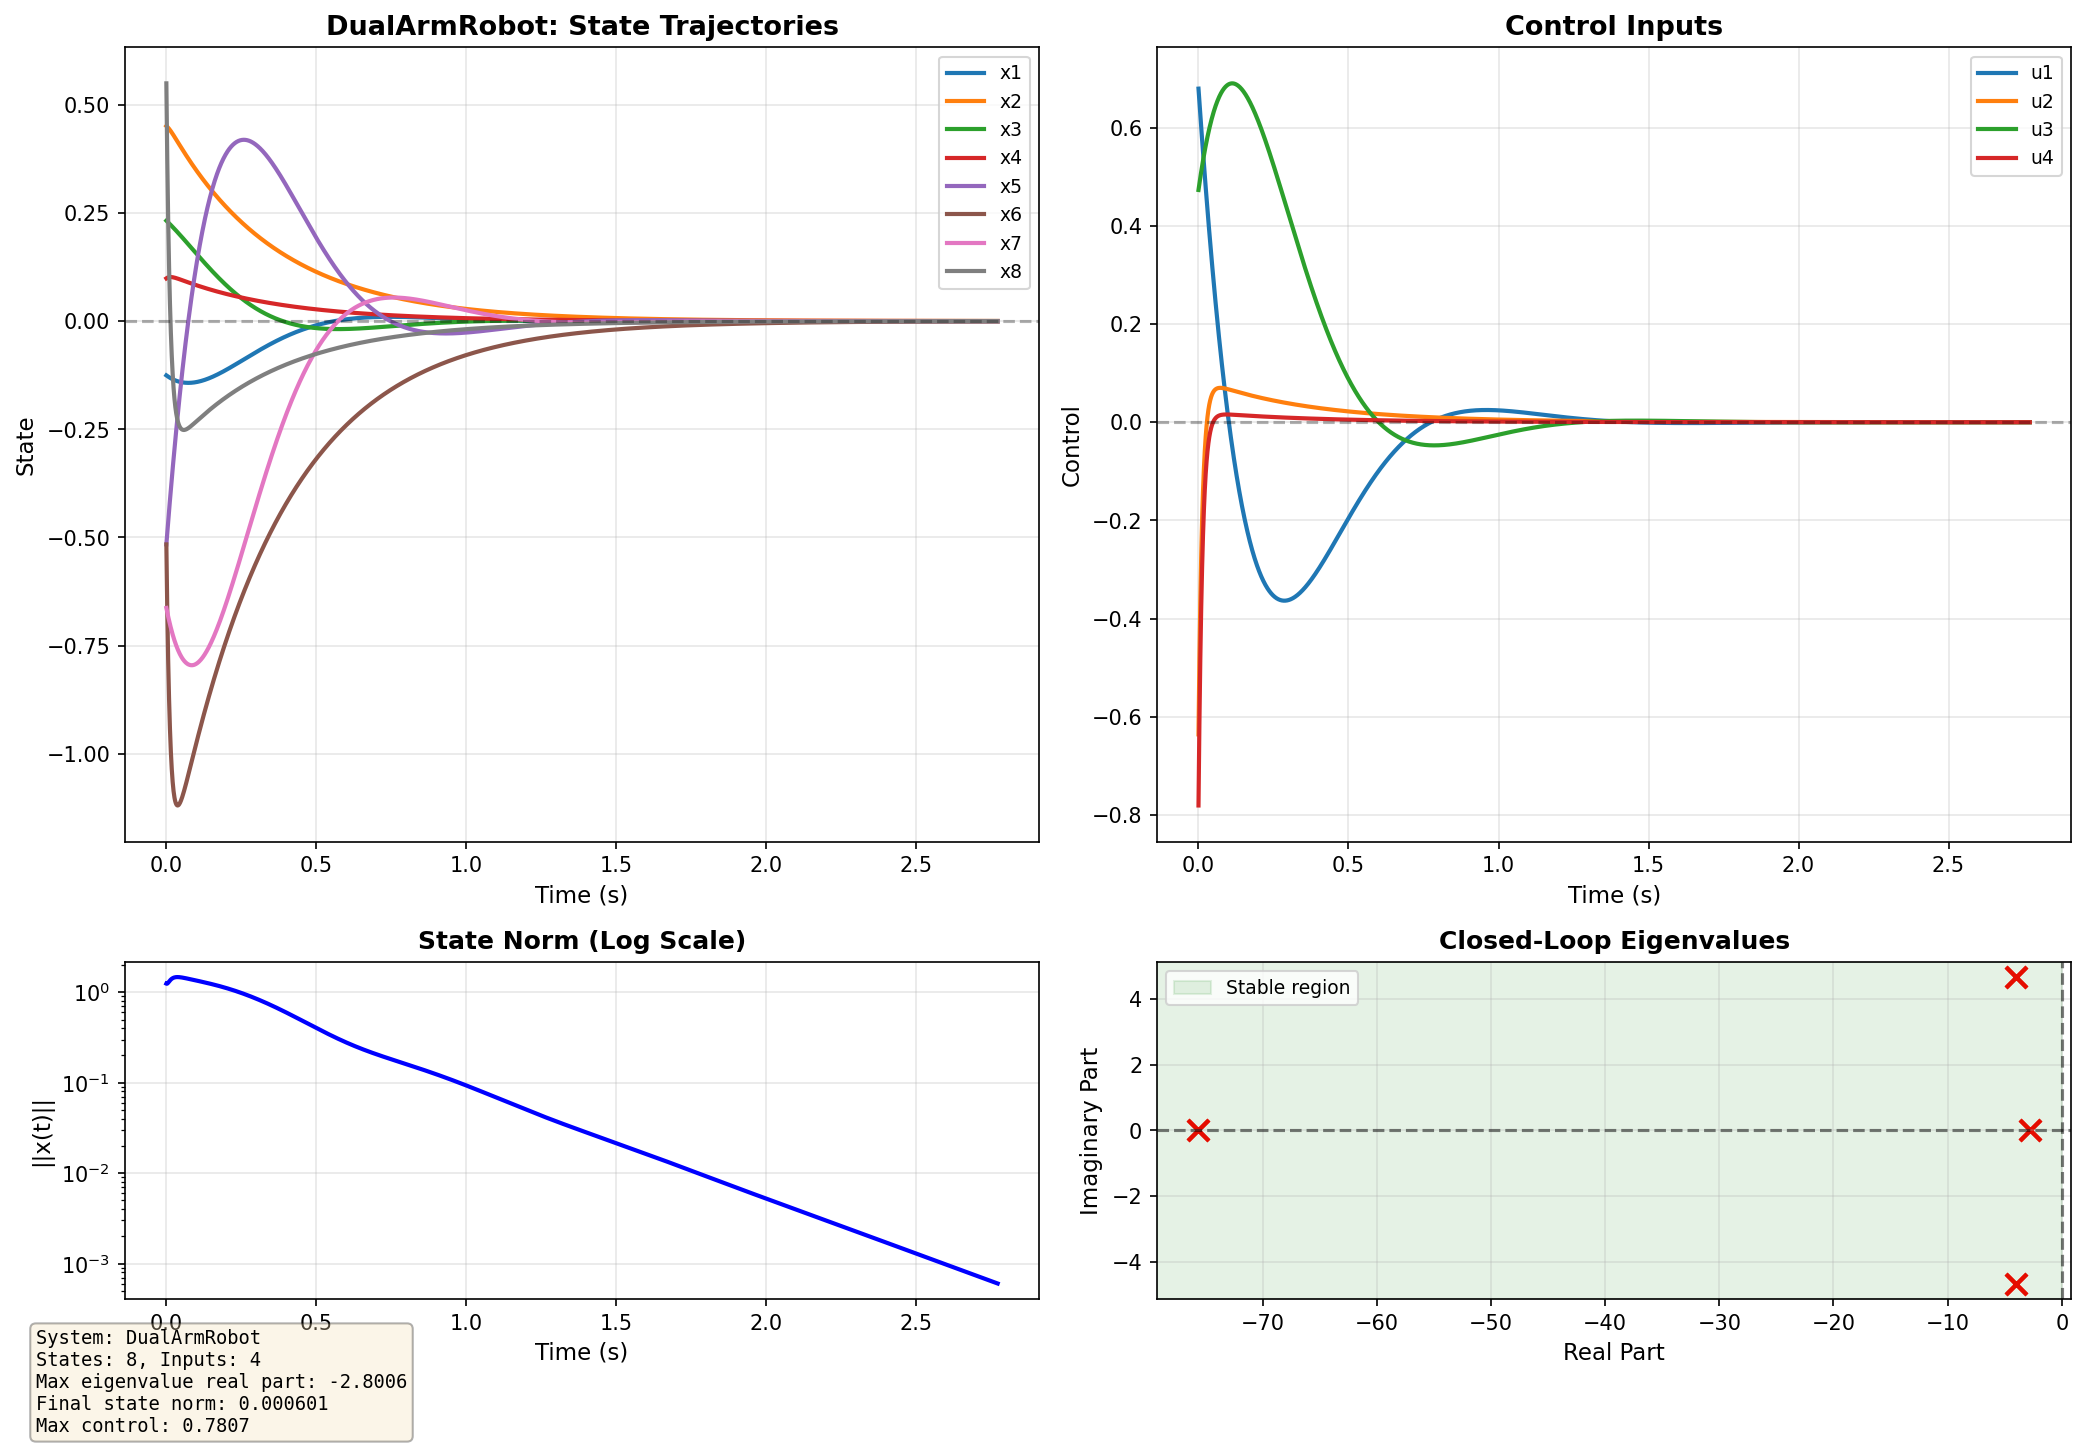 DualArmRobot: State Trajectories
State
0.50
0.25
0.00
−0.25
−0.50
−0.75
−1.00
x1
x2
x3
x4
x5
x6
x7
x8
0.0 0.5 1.0 1.5 2.0 2.5
Time (s)
Control Inputs
Control
0.6
0.4
0.2
0.0
−0.2
−0.4
−0.6
−0.8
u1
u2
u3
u4
0.0 0.5 1.0 1.5 2.0 2.5
Time (s)
State Norm (Log Scale)
||x(t)||
10⁰
10⁻¹
10⁻²
10⁻³
0.0 0.5 1.0 1.5 2.0 2.5
Time (s)
Closed-Loop Eigenvalues
Imaginary Part
4
2
0
−2
−4
Stable region
−70 −60 −50 −40 −30 −20 −10 0
Real Part
System: DualArmRobot
States: 8, Inputs: 4
Max eigenvalue real part: -2.8006
Final state norm: 0.000601
Max control: 0.7807